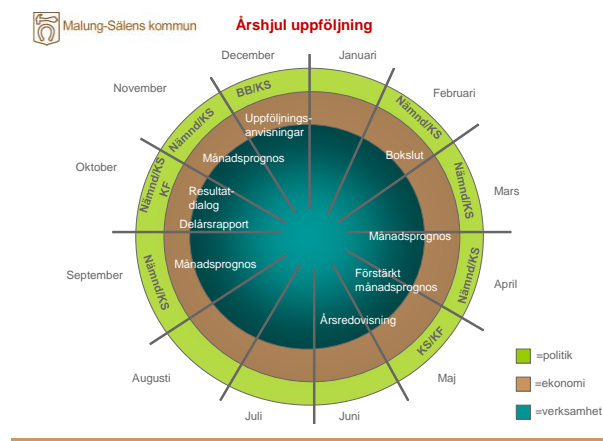 Malung-Sälens kommun
Årshjul uppföljning
December
Januari
November
Februari
BB/KS
Nämnd/KS
Nämnd/KS
Uppföljnings-
anvisningar
Månadsprognos
Bokslut
Oktober
Nämnd/KS
KF
Resultat-
dialog
Nämnd/KS
Mars
Delårsrapport
Månadsprognos
September
Nämnd/KS
Månadsprognos
Förstärkt
månadsprognos
Nämnd/KS
April
Årsredovisning
KS/KF
Augusti
Maj
Juli
Juni
=politik
=ekonomi
=verksamhet